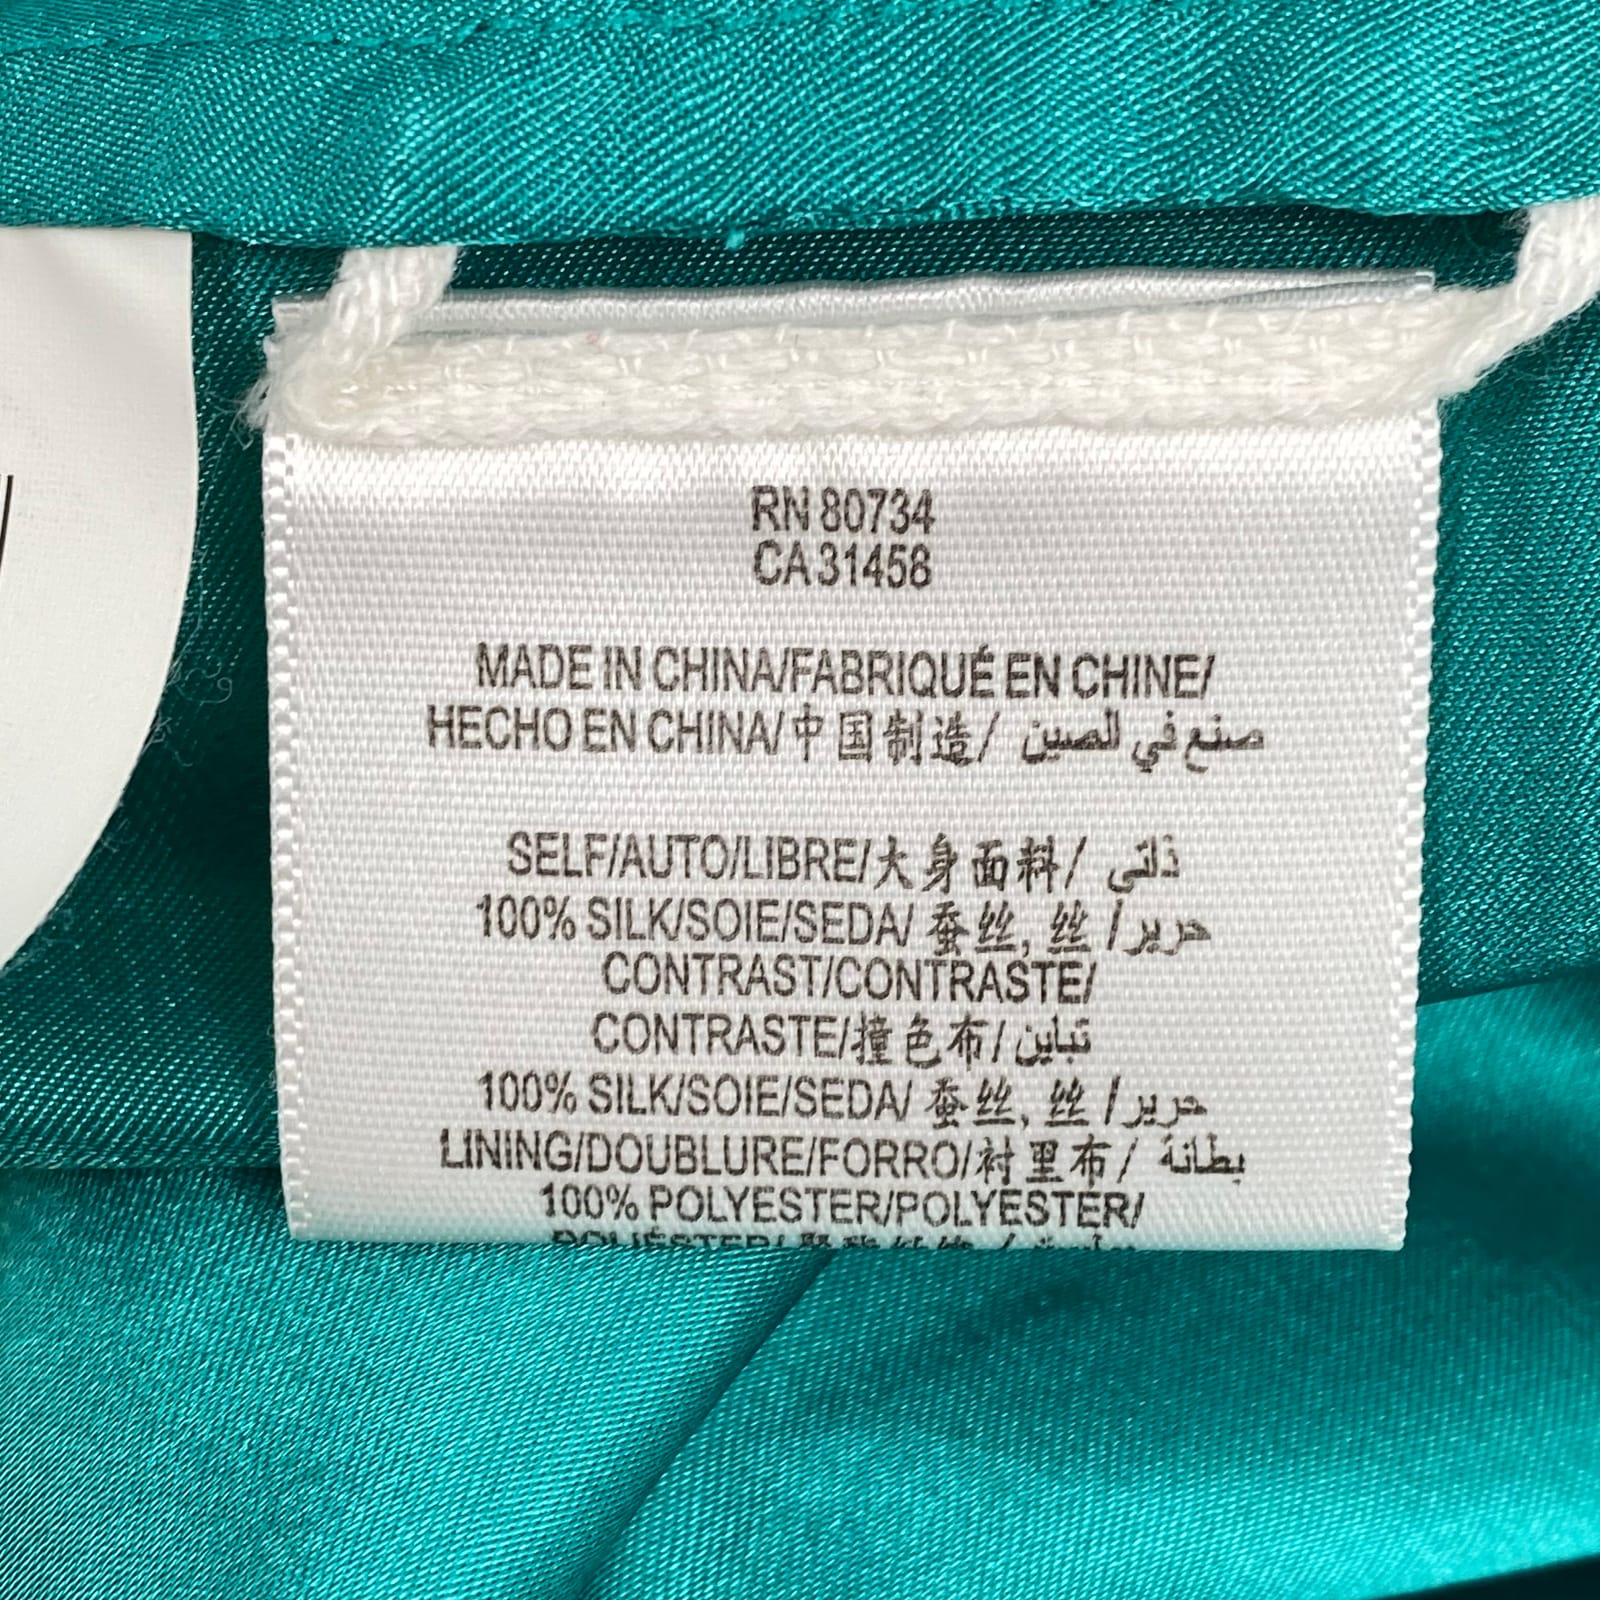 RN 80734
CA 31458
MADE IN CHINA/FABRIQUÉ EN CHINE/
HECHO EN CHINA/中国制造/ صنع في الصين
SELF/AUTO/LIBRE/大身面料/ ذاتي
100% SILK/SOIE/SEDA/ 蚕丝, 丝 / حرير
CONTRAST/CONTRASTE/
CONTRASTE/撞色布/ تباين
100% SILK/SOIE/SEDA/ 蚕丝, 丝 / حرير
LINING/DOUBLURE/FORRO/衬里布/ بطانة
100% POLYESTER/POLYESTER/
POLIÉSTER/